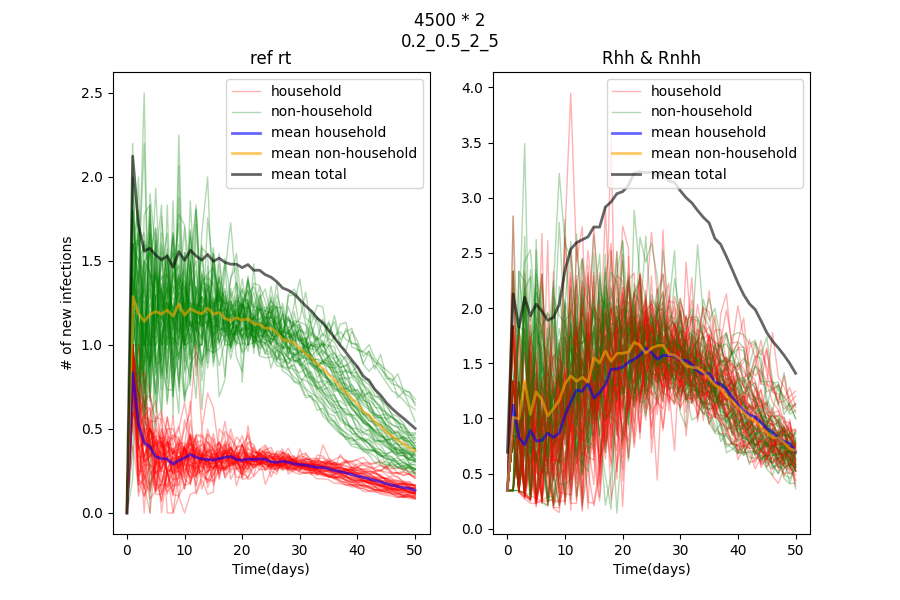 4500 * 2
0.2_0.5_2_5
ref rt
Rhh & Rnhh
household
non-household
mean household
mean non-household
mean total
household
non-household
mean household
mean non-household
mean total
# of new infections
2.5
2.0
1.5
1.0
0.5
0.0
4.0
3.5
3.0
2.5
2.0
1.5
1.0
0.5
0.0
0 10 20 30 40 50
0 10 20 30 40 50
Time(days)
Time(days)